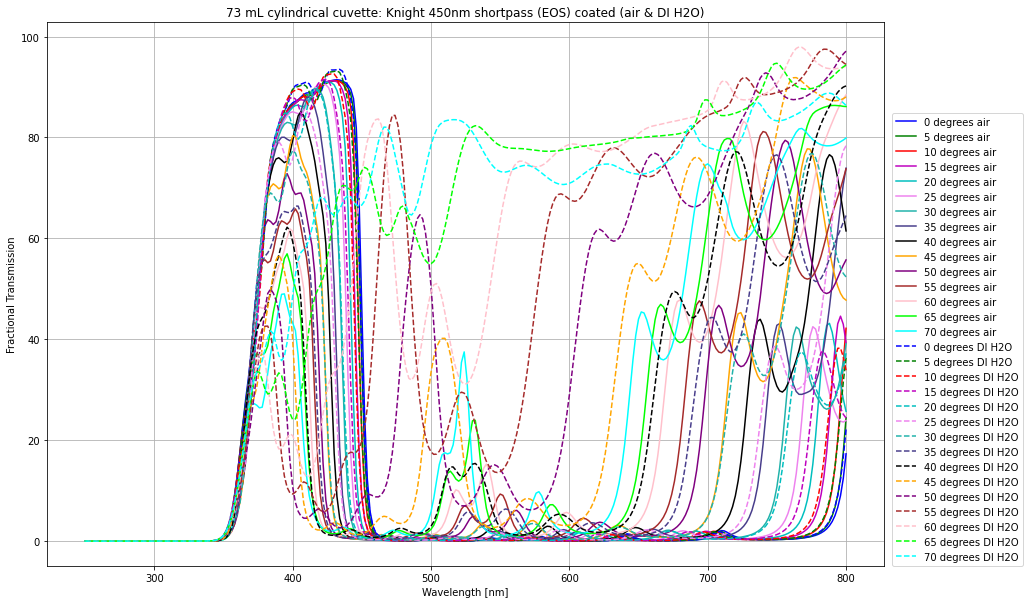 73 mL cylindrical cuvette: Knight 450nm shortpass (EOS) coated (air & DI H2O)
100
80
60
40
20
0
Fractional Transmission
300
400
500
600
700
800
Wavelength [nm]
0 degrees air
5 degrees air
10 degrees air
15 degrees air
20 degrees air
25 degrees air
30 degrees air
35 degrees air
40 degrees air
45 degrees air
50 degrees air
55 degrees air
60 degrees air
65 degrees air
70 degrees air
0 degrees DI H2O
5 degrees DI H2O
10 degrees DI H2O
15 degrees DI H2O
20 degrees DI H2O
25 degrees DI H2O
30 degrees DI H2O
35 degrees DI H2O
40 degrees DI H2O
45 degrees DI H2O
50 degrees DI H2O
55 degrees DI H2O
60 degrees DI H2O
65 degrees DI H2O
70 degrees DI H2O